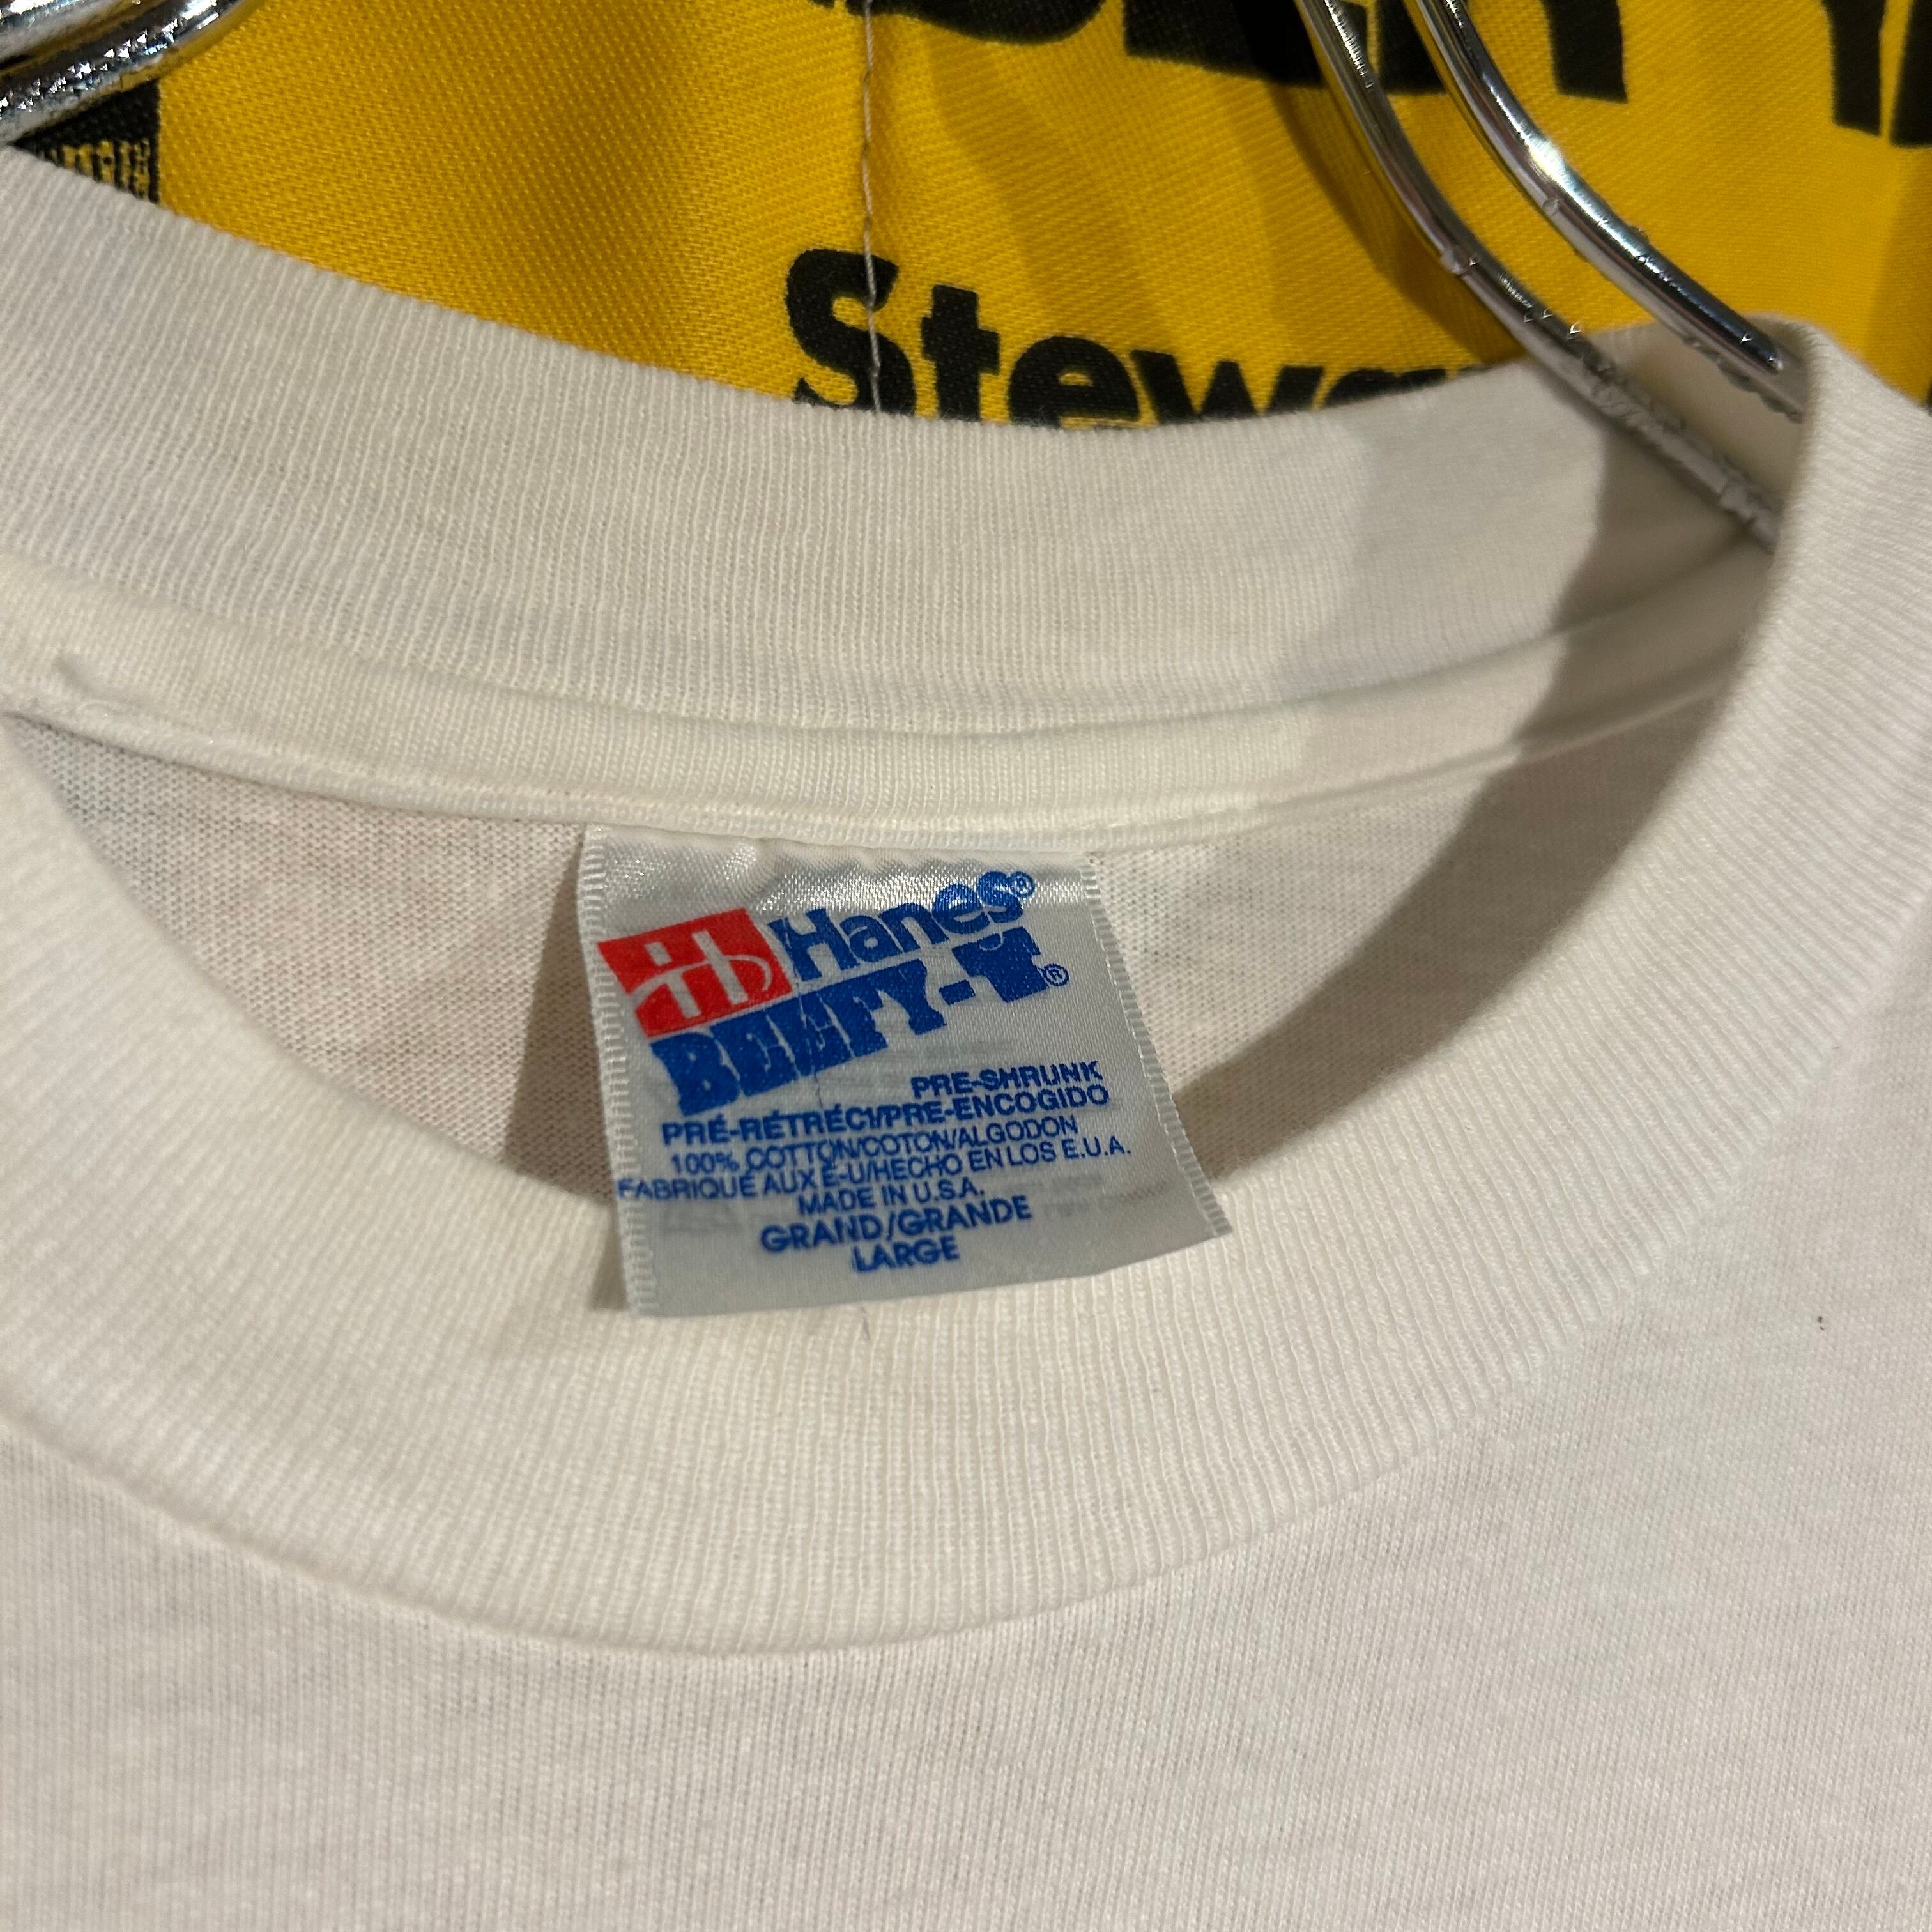 Stewa
Hanes®
BEEFY-T®
PRE-SHRUNK
PRÉ-RÉTRÉCI/PRE-ENCOGIDO
100% COTTON/COTON/ALGODON
FABRIQUÉ AUX É-U/HECHO EN LOS E.U.A.
MADE IN U.S.A.
GRAND/GRANDE
LARGE